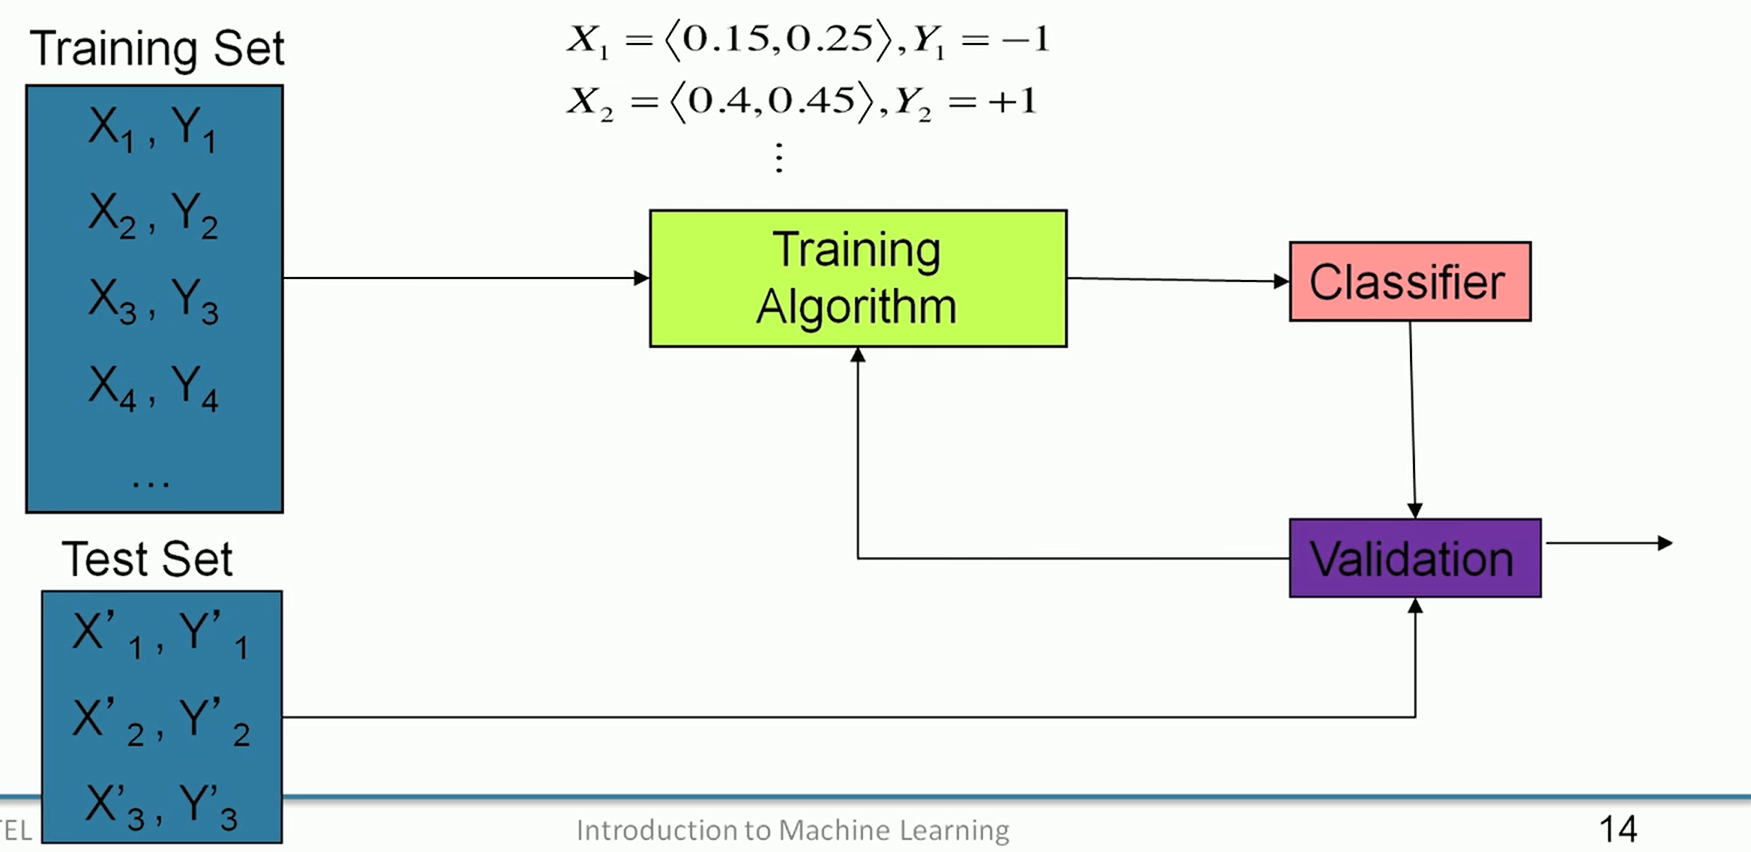 Training Set
X₁ , Y₁
X₂ , Y₂
X₃ , Y₃
X₄ , Y₄
...
X₁ = ⟨0.15,0.25⟩, Y₁ = −1
X₂ = ⟨0.4,0.45⟩, Y₂ = +1
⋮
Training
Algorithm
Classifier
Validation
Test Set
X’₁ , Y’₁
X’₂ , Y’₂
X’₃ , Y’₃
TEL
Introduction to Machine Learning
14